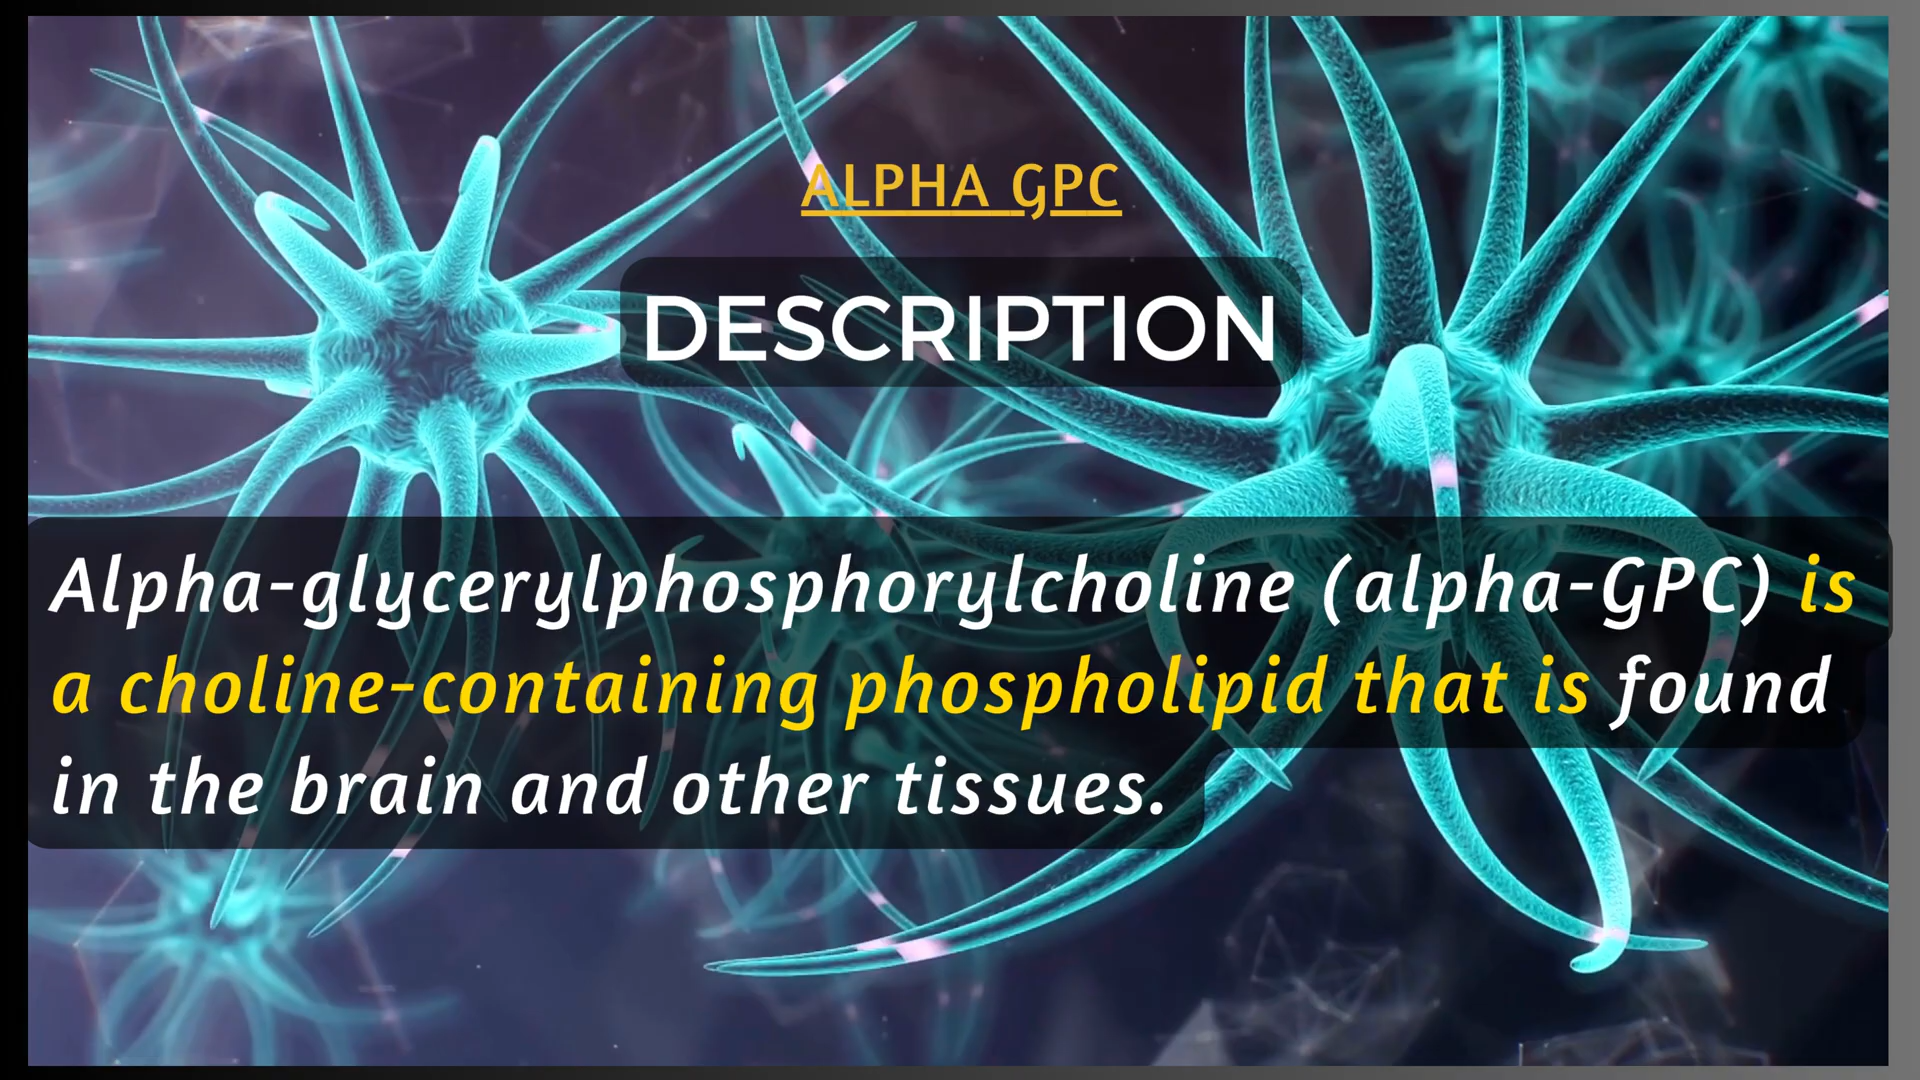 ALPHA GPC
DESCRIPTION
Alpha-glycerylphosphorylcholine (alpha-GPC) is
a choline-containing phospholipid that is found
in the brain and other tissues.